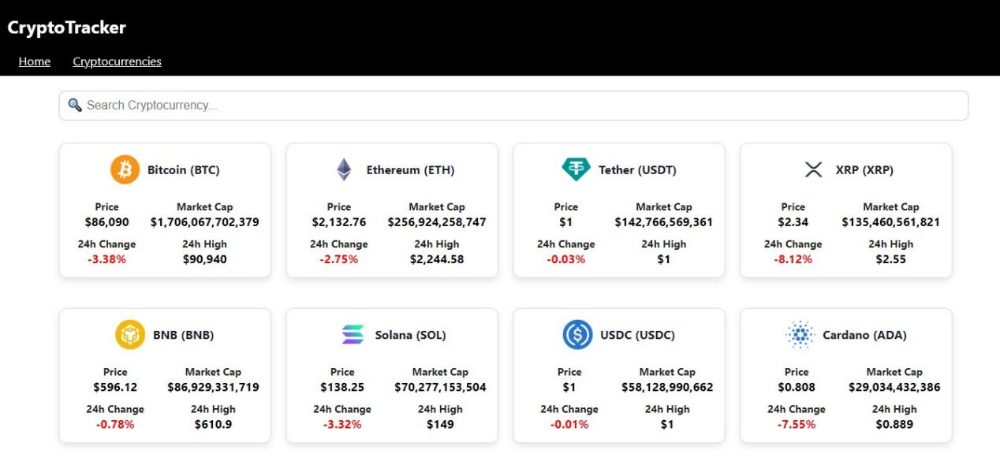 CryptoTracker
Home Cryptocurrencies
Search Cryptocurrency...
Bitcoin (BTC)
Price Market Cap
$86,090 $1,706,067,702,379
24h Change 24h High
-3.38% $90,940
Ethereum (ETH)
Price Market Cap
$2,132.76 $256,924,258,747
24h Change 24h High
-2.75% $2,244.58
Tether (USDT)
Price Market Cap
$1 $142,766,569,361
24h Change 24h High
-0.03% $1
XRP (XRP)
Price Market Cap
$2.34 $135,460,561,821
24h Change 24h High
-8.12% $2.55
BNB (BNB)
Price Market Cap
$596.12 $86,929,331,719
24h Change 24h High
-0.78% $610.9
Solana (SOL)
Price Market Cap
$138.25 $70,277,153,504
24h Change 24h High
-3.32% $149
USDC (USDC)
Price Market Cap
$1 $58,128,990,662
24h Change 24h High
-0.01% $1
Cardano (ADA)
Price Market Cap
$0.808 $29,034,432,386
24h Change 24h High
-7.55% $0.889